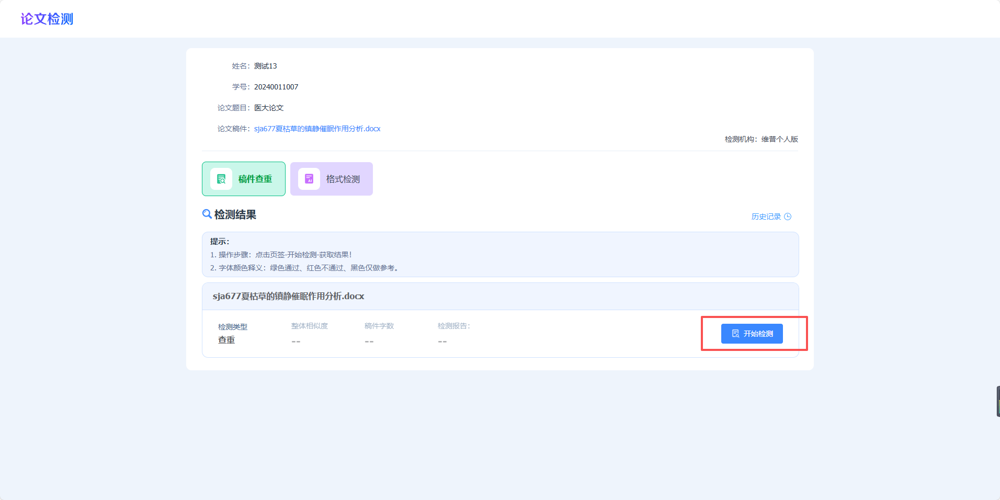 论文检测
姓名：测试13
学号：20240011007
论文题目：医大论文
论文稿件：sja677夏枯草的镇静催眠作用分析.docx
检测机构：维普个人版
稿件查重
AI
格式检测
检测结果
历史记录
提示：
1. 操作步骤：点击页签-开始检测-获取结果！
2. 字体颜色释义：绿色通过、红色不通过、黑色仅做参考。
sja677夏枯草的镇静催眠作用分析.docx
检测类型 整体相似度 稿件字数 检测报告：
查重 -- -- --
开始检测